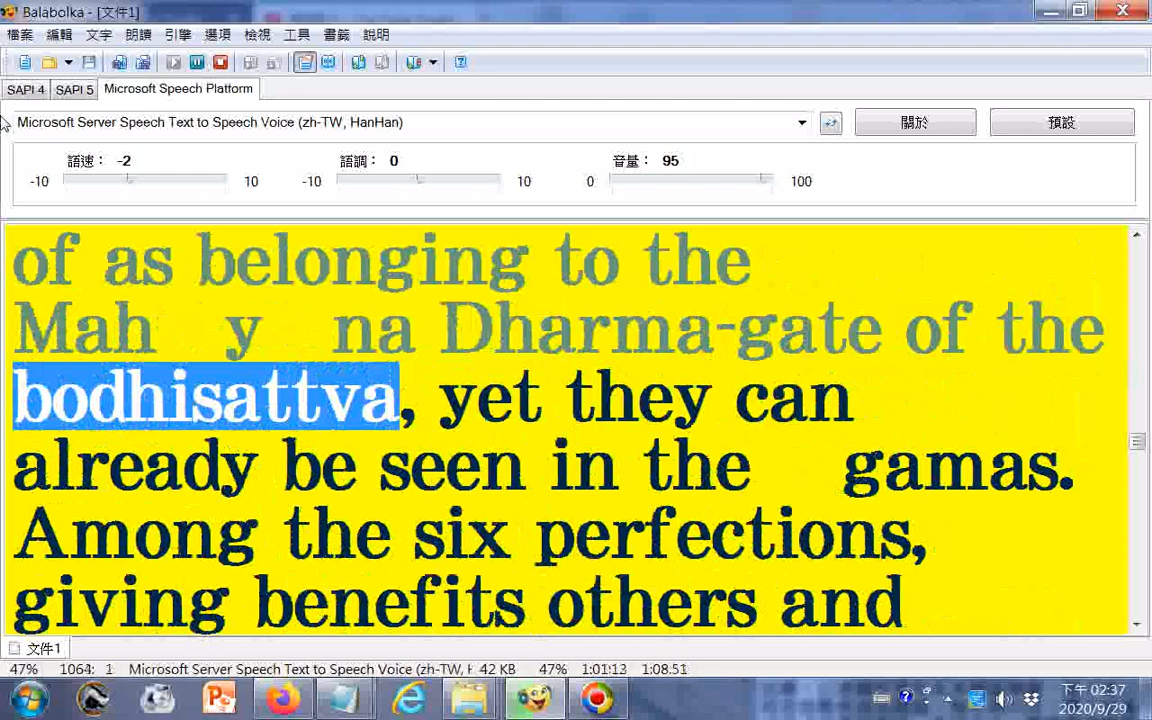 Balabolka - [文件1]
檔案 編輯 文字 朗讀 引擎 選項 檢視 工具 書籤 說明
SAPI 4 SAPI 5 Microsoft Speech Platform
Microsoft Server Speech Text to Speech Voice (zh-TW, HanHan) 關於 預設
語速： -2 語調： 0 音量： 95
-10 10 -10 10 0 100
of as belonging to the
Mah y na Dharma-gate of the
bodhisattva, yet they can
already be seen in the gamas.
Among the six perfections,
giving benefits others and
文件1
47% 1064: 1 Microsoft Server Speech Text to Speech Voice (zh-TW, H 42 KB 47% 1:01:13 1:08.51
下午 02:37
2020/9/29